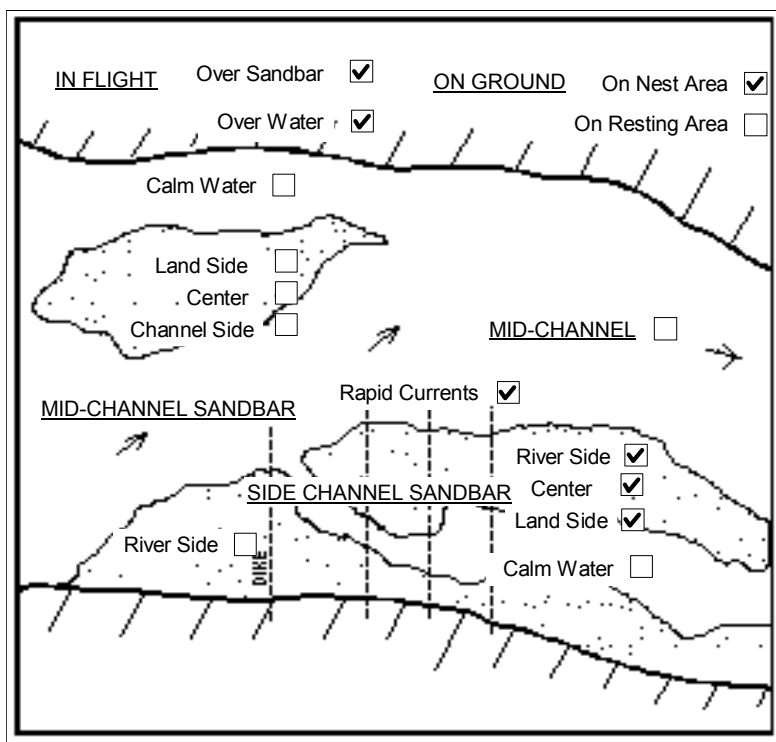 IN FLIGHT
Over Sandbar
ON GROUND
On Nest Area
Over Water
On Resting Area
Calm Water
Land Side
Center
Channel Side
MID-CHANNEL
Rapid Currents
MID-CHANNEL SANDBAR
River Side
SIDE CHANNEL SANDBAR
Center
Land Side
River Side
DIKE
Calm Water